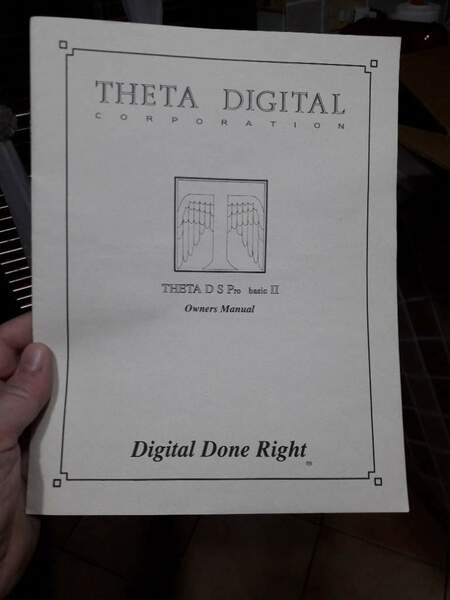 THETA DIGITAL
CORPORATION
THETA D S Pro basic II
Owners Manual
Digital Done Right